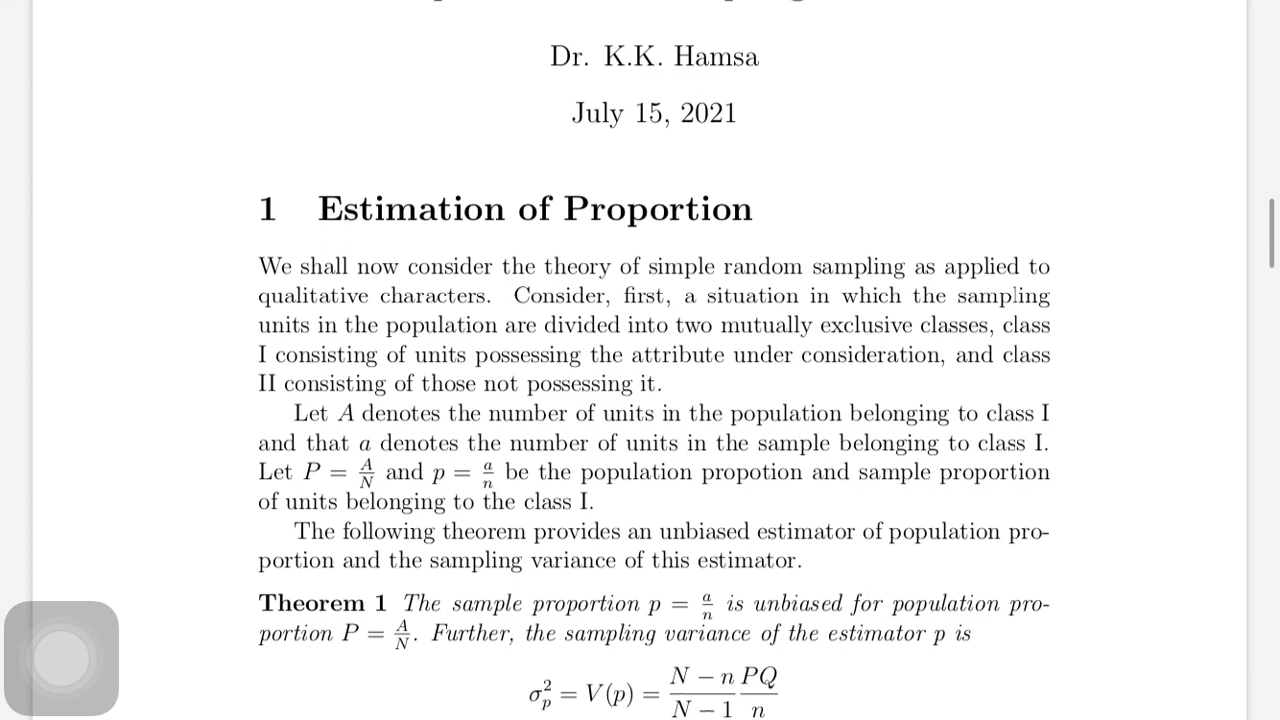 Dr. K.K. Hamsa
July 15, 2021
1 Estimation of Proportion
We shall now consider the theory of simple random sampling as applied to
qualitative characters. Consider, first, a situation in which the sampling
units in the population are divided into two mutually exclusive classes, class
I consisting of units possessing the attribute under consideration, and class
II consisting of those not possessing it.
Let A denotes the number of units in the population belonging to class I
and that a denotes the number of units in the sample belonging to class I.
Let P = A/N and p = a/n be the population propotion and sample proportion
of units belonging to the class I.
The following theorem provides an unbiased estimator of population pro-
portion and the sampling variance of this estimator.
Theorem 1 The sample proportion p = a/n is unbiased for population pro-
portion P = A/N. Further, the sampling variance of the estimator p is
σ²ₚ = V(p) = (N − n)/(N − 1) PQ/n